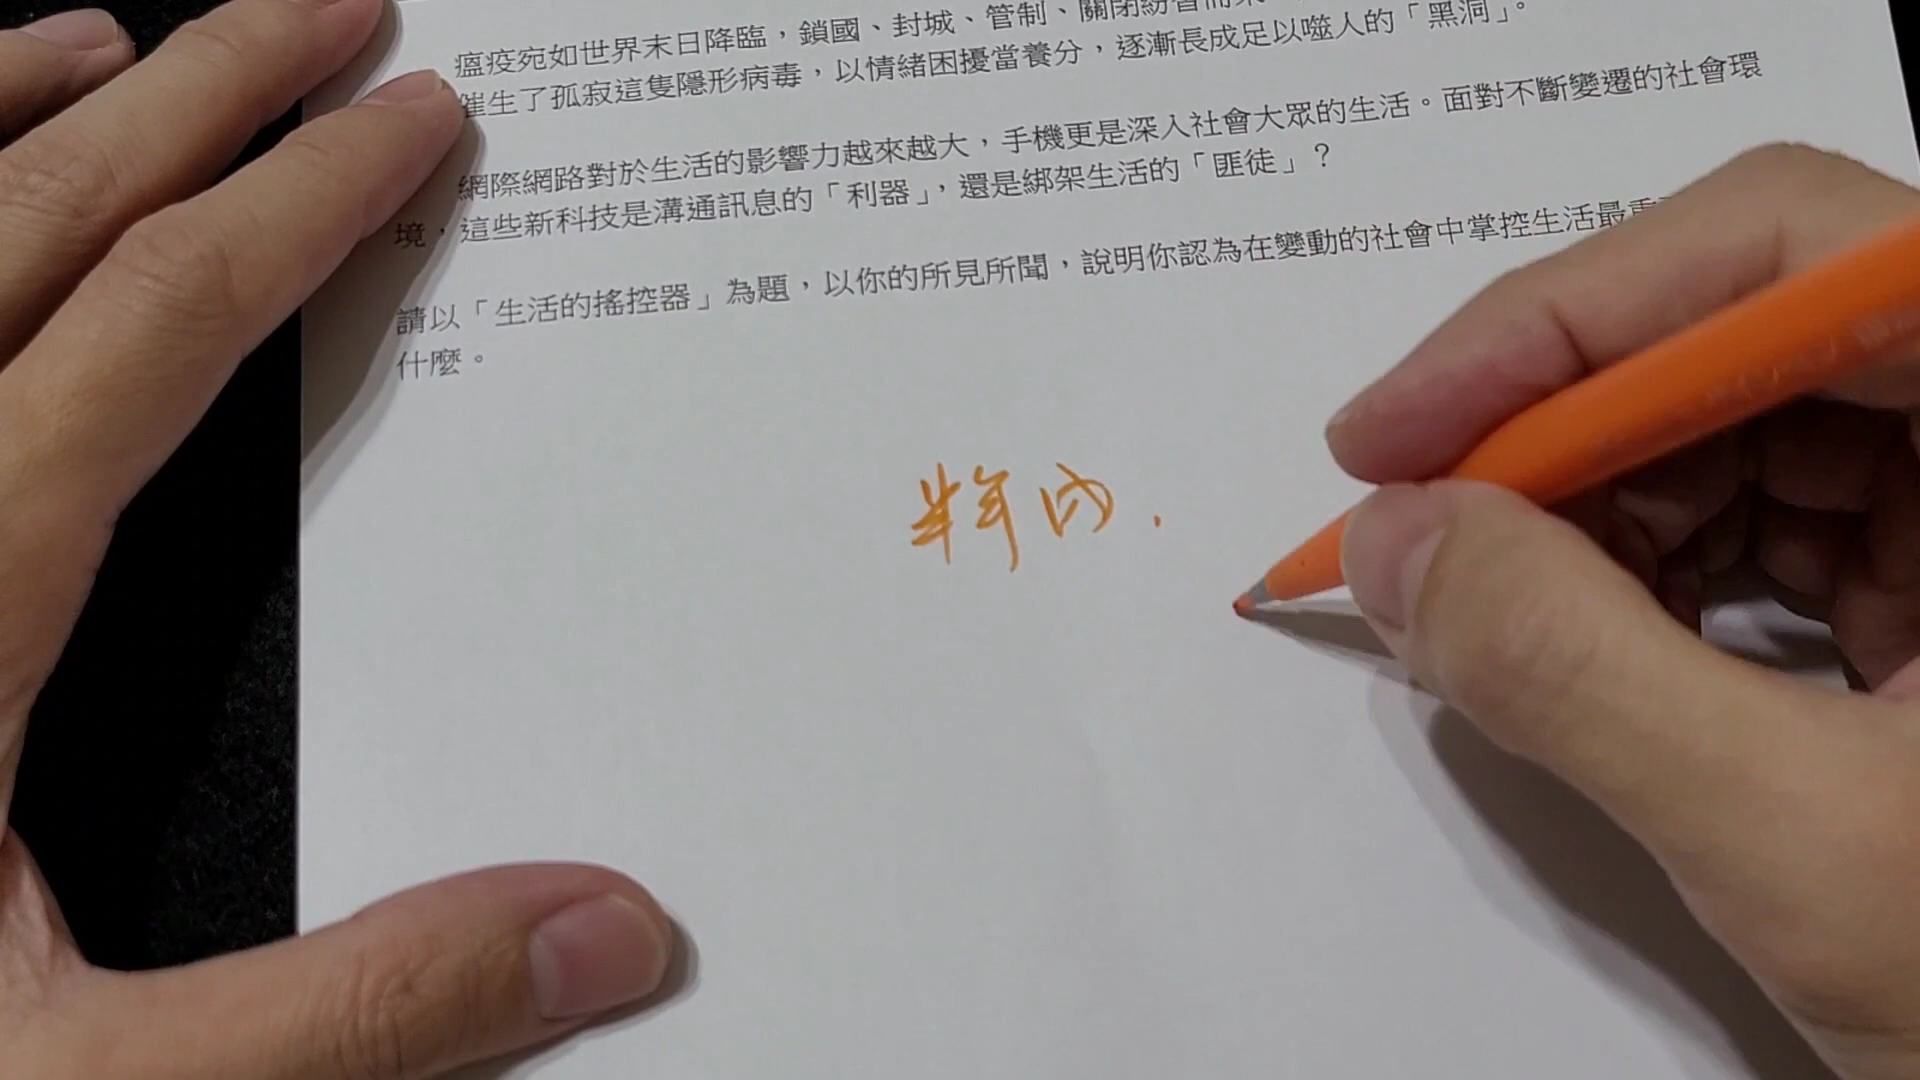 瘟疫宛如世界末日降臨，鎖國、封城、管制、關閉紛
催生了孤寂這隻隱形病毒，以情緒困擾當養分，逐漸長成足以噬人的「黑洞」。
網際網路對於生活的影響力越來越大，手機更是深入社會大眾的生活。面對不斷變遷的社會環
境，這些新科技是溝通訊息的「利器」，還是綁架生活的「匪徒」？
請以「生活的搖控器」為題，以你的所見所聞，說明你認為在變動的社會中掌控生活最重
什麼。
半年內.